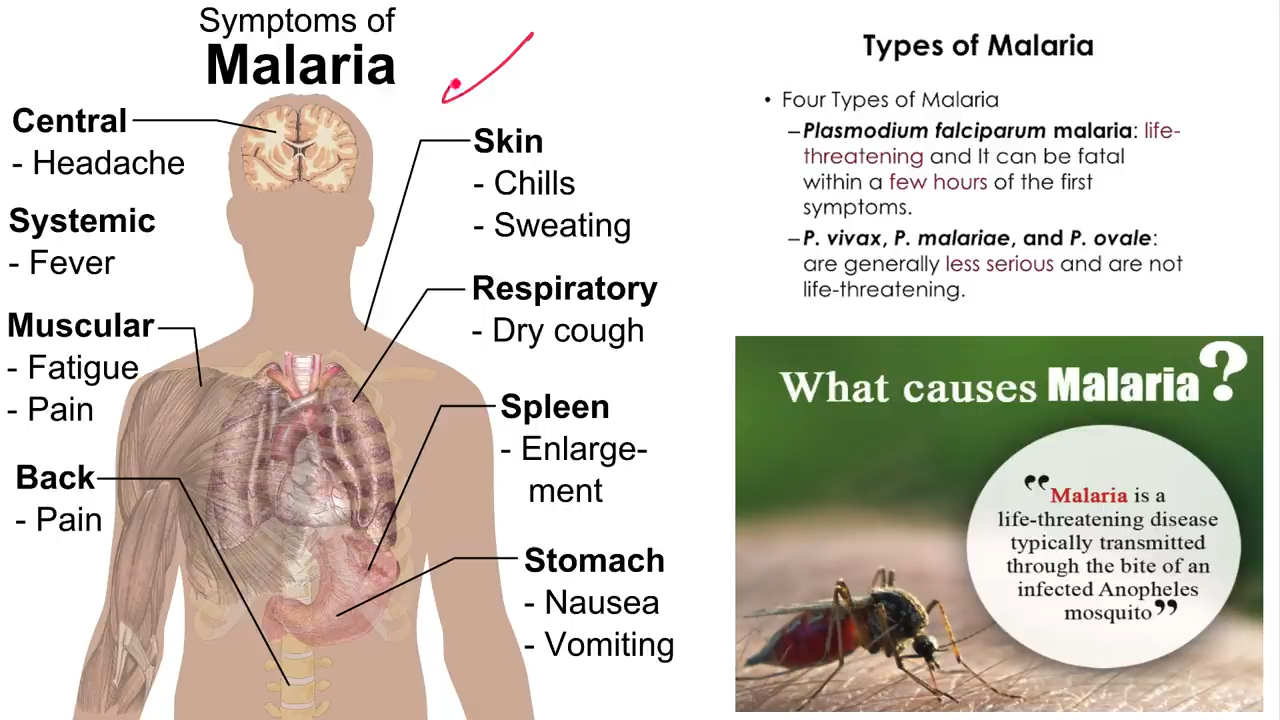 Symptoms of
Malaria
Central
- Headache
Systemic
- Fever
Muscular
- Fatigue
- Pain
Back
- Pain
Skin
- Chills
- Sweating
Respiratory
- Dry cough
Spleen
- Enlarge-
ment
Stomach
- Nausea
- Vomiting
Types of Malaria
• Four Types of Malaria
–Plasmodium falciparum malaria: life-
threatening and It can be fatal
within a few hours of the first
symptoms.
–P. vivax, P. malariae, and P. ovale:
are generally less serious and are not
life-threatening.
What causes Malaria?
“Malaria is a
life-threatening disease
typically transmitted
through the bite of an
infected Anopheles
mosquito”